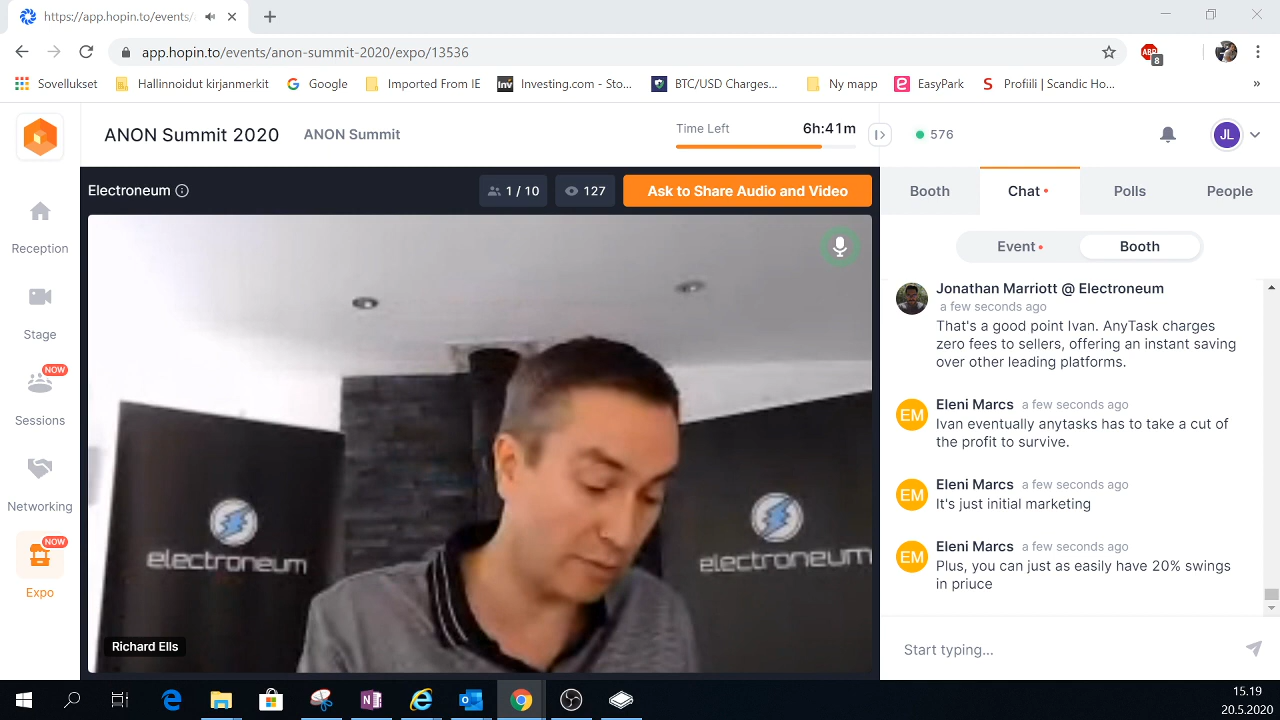 https://app.hopin.to/events/
app.hopin.to/events/anon-summit-2020/expo/13536
ABP
8
Sovellukset
Hallinnoidut kirjanmerkit
Google
Imported From IE
Inv
Investing.com - Sto...
BTC/USD Charges...
Ny mapp
EasyPark
Profiili | Scandic Ho...
»
ANON Summit 2020
ANON Summit
Time Left
6h:41m
576
JL
Reception
Stage
NOW
Sessions
Networking
NOW
Expo
Electroneum
1 / 10
127
Ask to Share Audio and Video
electroneum
electroneum
Richard Ells
Booth
Chat
Polls
People
Event
Booth
Jonathan Marriott @ Electroneum
a few seconds ago
That's a good point Ivan. AnyTask charges
zero fees to sellers, offering an instant saving
over other leading platforms.
EM
Eleni Marcs a few seconds ago
Ivan eventually anytasks has to take a cut of
the profit to survive.
EM
Eleni Marcs a few seconds ago
It's just initial marketing
EM
Eleni Marcs a few seconds ago
Plus, you can just as easily have 20% swings
in priuce
Start typing...
15.19
20.5.2020